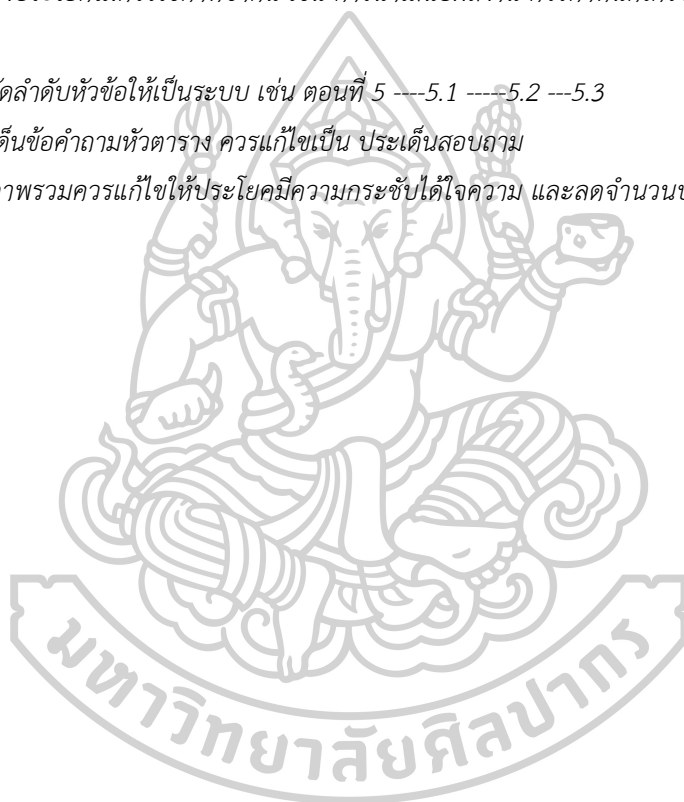 ัดลำดับหัวข้อให้เป็นระบบ เช่น ตอนที่ 5 ----5.1 -----5.2 ---5.3
ด็นข้อคำถามหัวตาราง ควรแก้ไขเป็น ประเด็นสอบถาม
าพรวมควรแก้ไขให้ประโยคมีความกระชับได้ใจความ และลดจำนวน
มหาวิทยาลัยศิลปากร